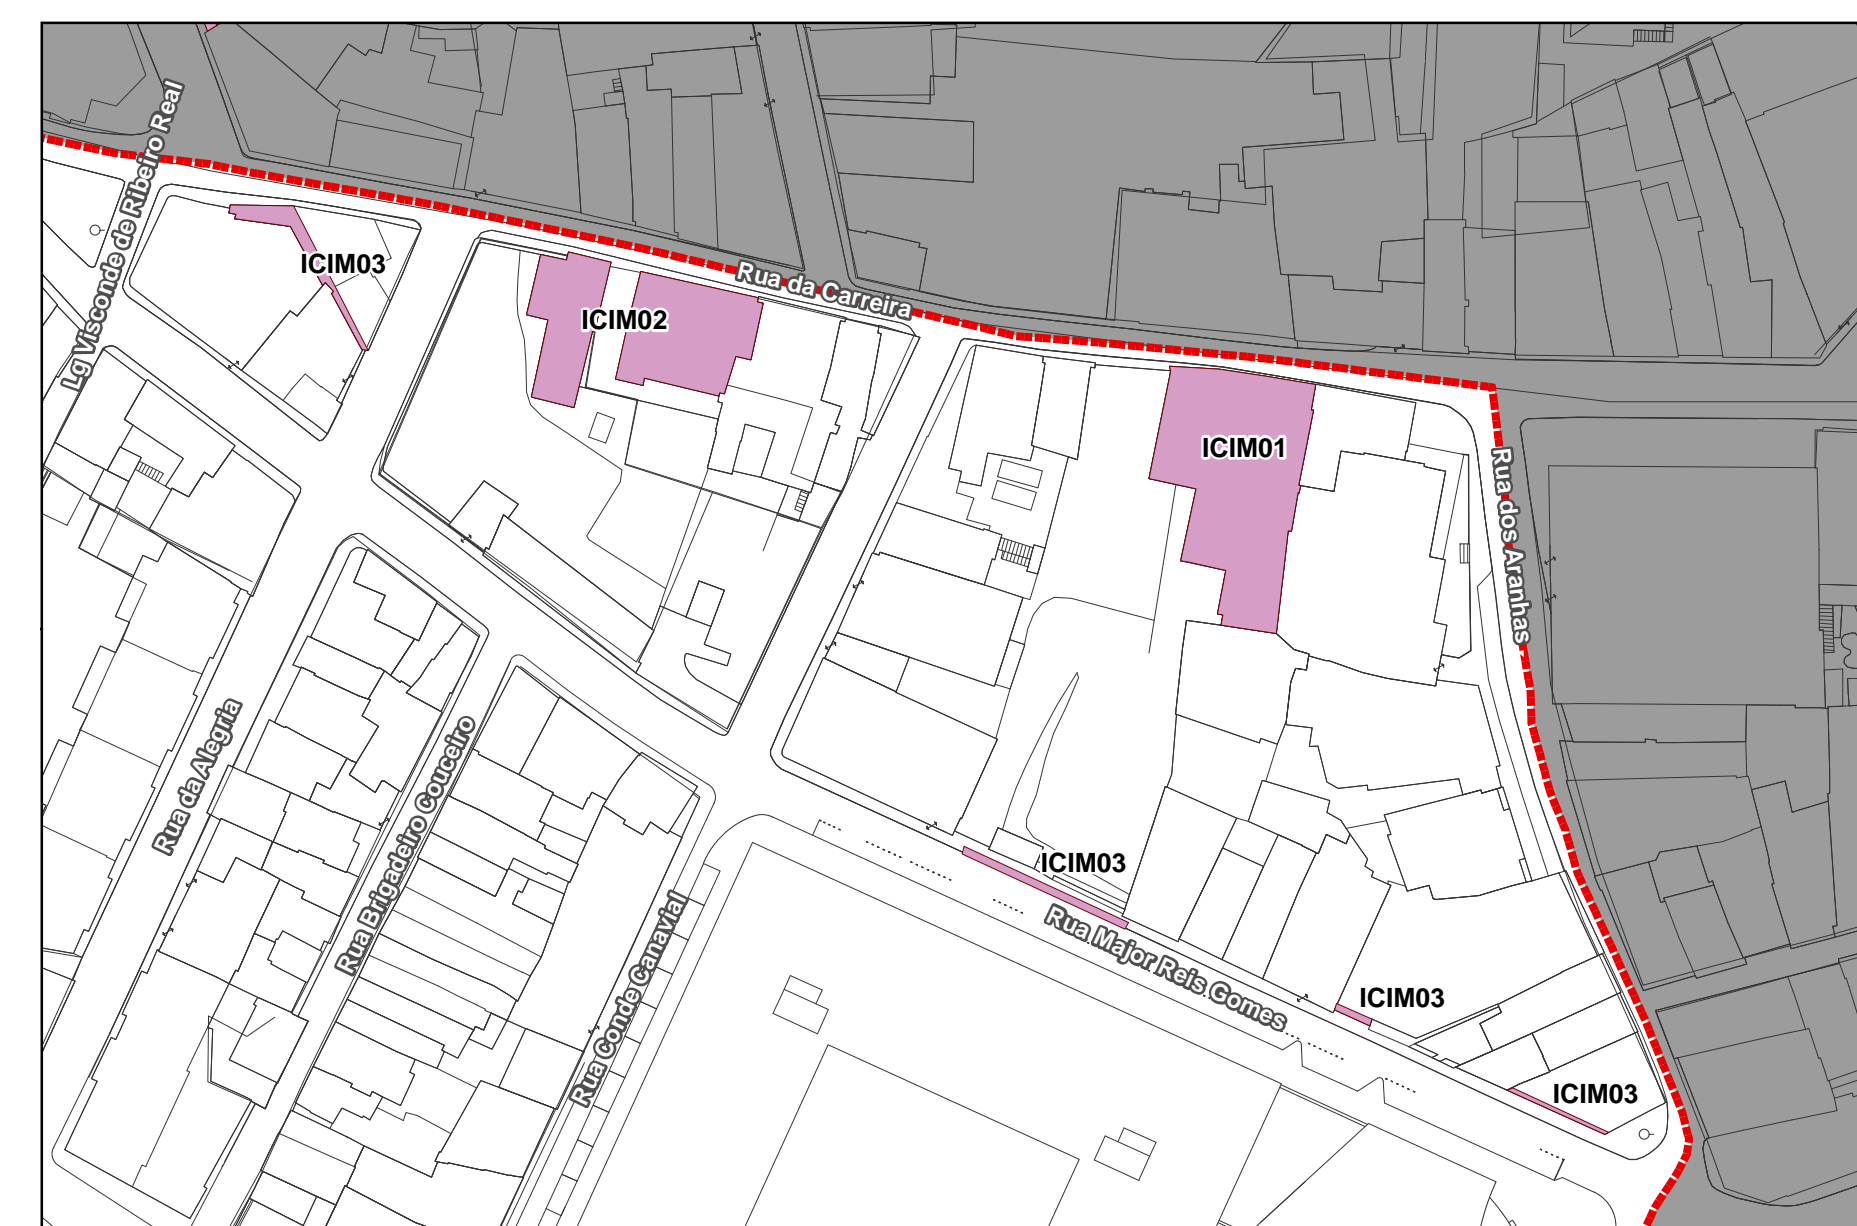 Lg Visconde de Ribeiro Real
ICIM03
ICIM02
Rua da Carreira
ICIM01
Rua dos Aranhas
Rua da Alegria
Rua Brigadeiro Couceiro
Rua Conde Canavial
ICIM03
Rua Major Reis Gomes
ICIM03
ICIM03